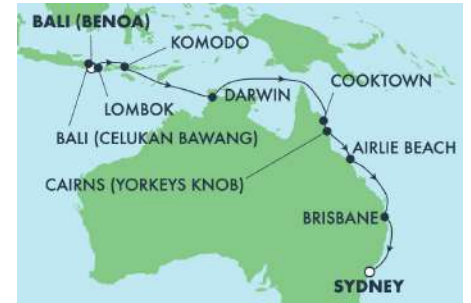 BALI (BENOA)
KOMODO
LOMBOK
DARWIN
COOKTOWN
BALI (CELUKAN BAWANG)
AIRLIE BEACH
CAIRNS (YORKEYS KNOB)
BRISBANE
SYDNEY